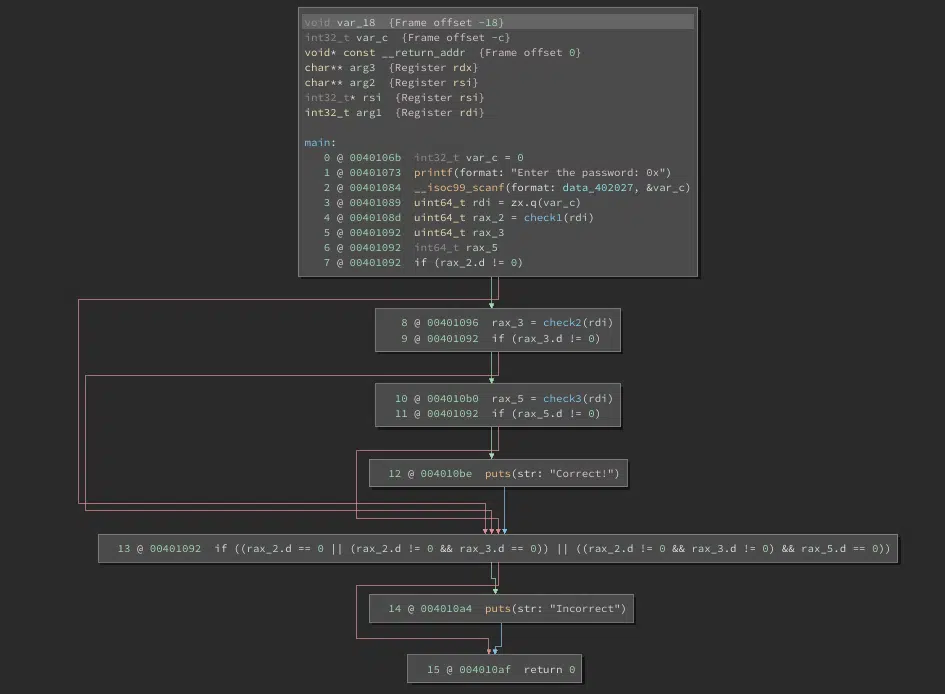 void var_18  {Frame offset -18}
int32_t var_c  {Frame offset -c}
void* const __return_addr  {Frame offset 0}
char** arg3  {Register rdx}
char** arg2  {Register rsi}
int32_t* rsi  {Register rsi}
int32_t arg1  {Register rdi}
main:
0 @ 0040106b  int32_t var_c = 0
1 @ 00401073  printf(format: "Enter the password: 0x")
2 @ 00401084  __isoc99_scanf(format: data_402027, &var_c)
3 @ 00401089  uint64_t rdi = zx.q(var_c)
4 @ 0040108d  uint64_t rax_2 = check1(rdi)
5 @ 00401092  uint64_t rax_3
6 @ 00401092  int64_t rax_5
7 @ 00401092  if (rax_2.d != 0)
8 @ 00401096  rax_3 = check2(rdi)
9 @ 00401092  if (rax_3.d != 0)
10 @ 004010b0  rax_5 = check3(rdi)
11 @ 00401092  if (rax_5.d != 0)
12 @ 004010be  puts(str: "Correct!")
13 @ 00401092  if ((rax_2.d == 0 || (rax_2.d != 0 && rax_3.d == 0)) || ((rax_2.d != 0 && rax_3.d != 0) && rax_5.d == 0))
14 @ 004010a4  puts(str: "Incorrect")
15 @ 004010af  return 0